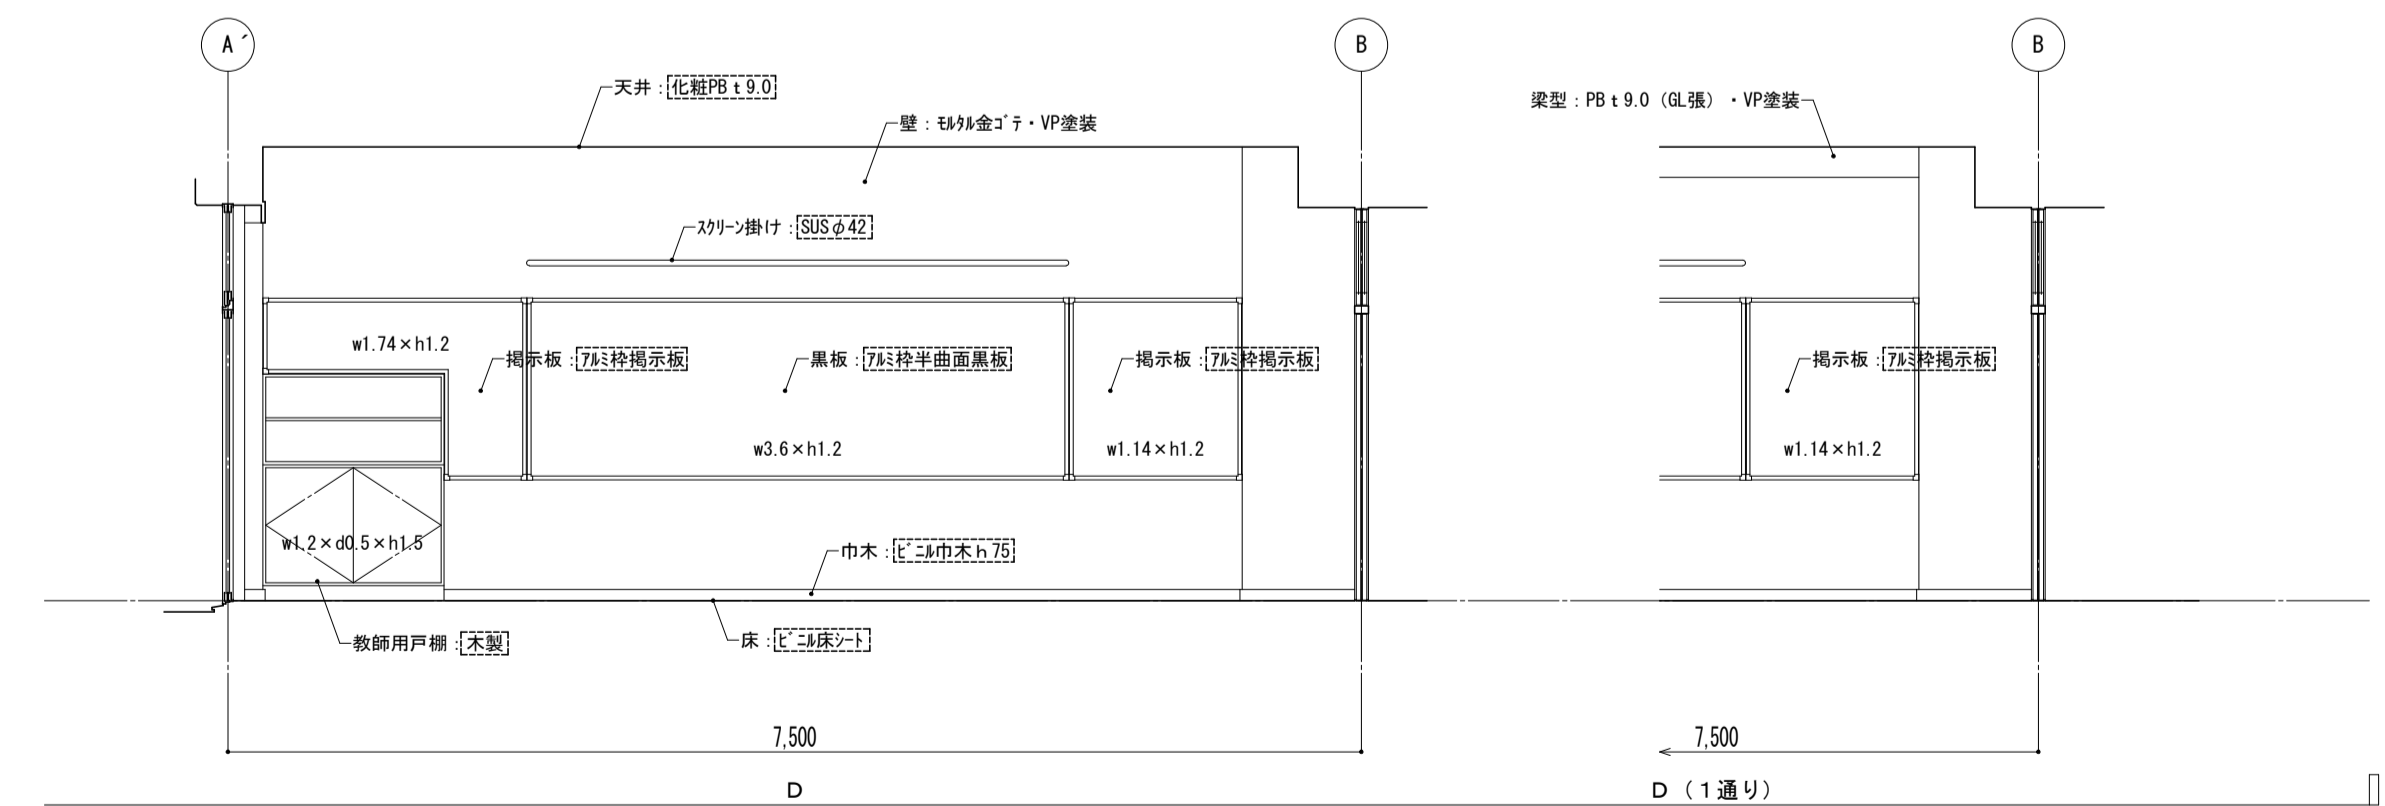 A´
B
B
天井：化粧PB t 9.0
梁型：PB t 9.0（GL張）・VP塗装
壁：ﾓﾙﾀﾙ金ｺﾞﾃ・VP塗装
ｽｸﾘｰﾝ掛け：SUSφ42
w1.74×h1.2
掲示板：ｱﾙﾐ枠掲示板
黒板：ｱﾙﾐ枠半曲面黒板
掲示板：ｱﾙﾐ枠掲示板
掲示板：ｱﾙﾐ枠掲示板
w3.6×h1.2
w1.14×h1.2
w1.14×h1.2
w1.2×d0.5×h1.5
巾木：ﾋﾞﾆﾙ巾木ｈ75
教師用戸棚：木製
床：ﾋﾞﾆﾙ床ｼｰﾄ
7,500
7,500
D
D（１通り）